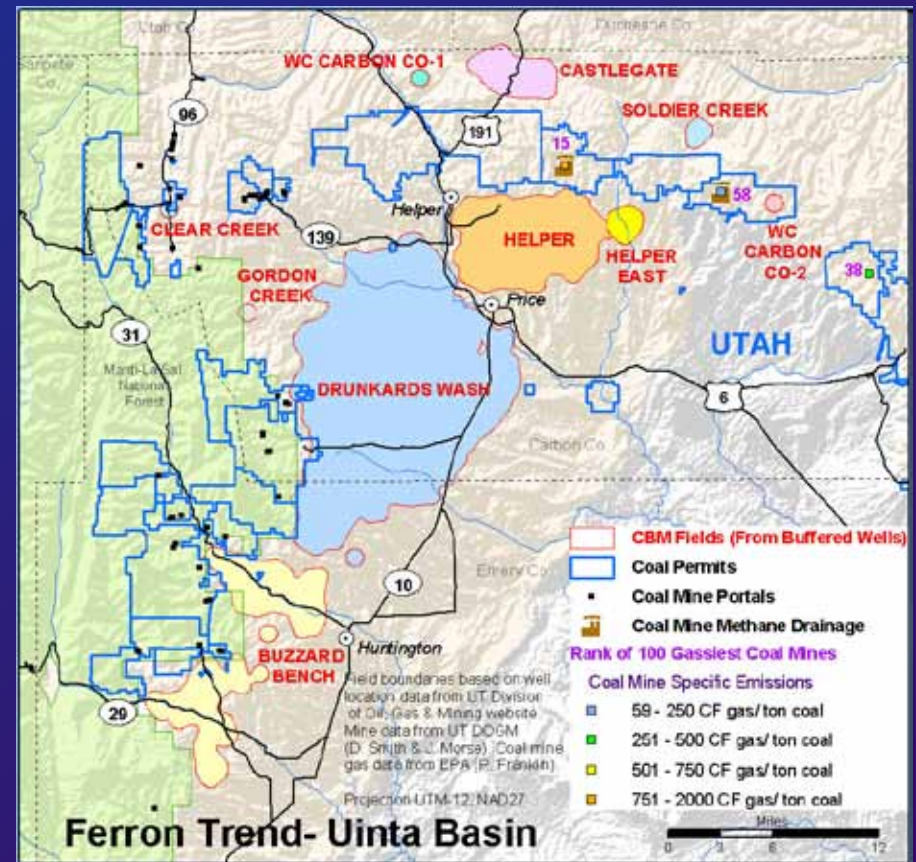 Utah Co.
Duchesne Co.
WC CARBON CO-1
CASTLEGATE
Sanpete
Co.
SOLDIER CREEK
96
191
15
58
Helper
CLEAR CREEK
139
HELPER
HELPER
EAST
WC
CARBON
CO-2
38
GORDON
CREEK
Price
31
UTAH
Manti-La Sal
National
Forest
DRUNKARDS WASH
6
Carbon Co.
CBM Fields (From Buffered Wells)
Coal Permits
Emery Co.
10
Coal Mine Portals
Coal Mine Methane Drainage
Huntington
BUZZARD
BENCH
Rank of 100 Gassiest Coal Mines
Field boundaries based on well
location data from UT Division
of Oil, Gas & Mining website
Mine data from UT DOGM
(D. Smith & J. Morse) Coal mine
gas data from EPA (R. Franklin)
Coal Mine Specific Emissions
29
59 - 250 CF gas/ ton coal
251 - 500 CF gas/ ton coal
501 - 750 CF gas/ ton coal
751 - 2000 CF gas/ ton coal
Projection UTM-12, NAD27
Miles
3 6 12
Ferron Trend- Uinta Basin